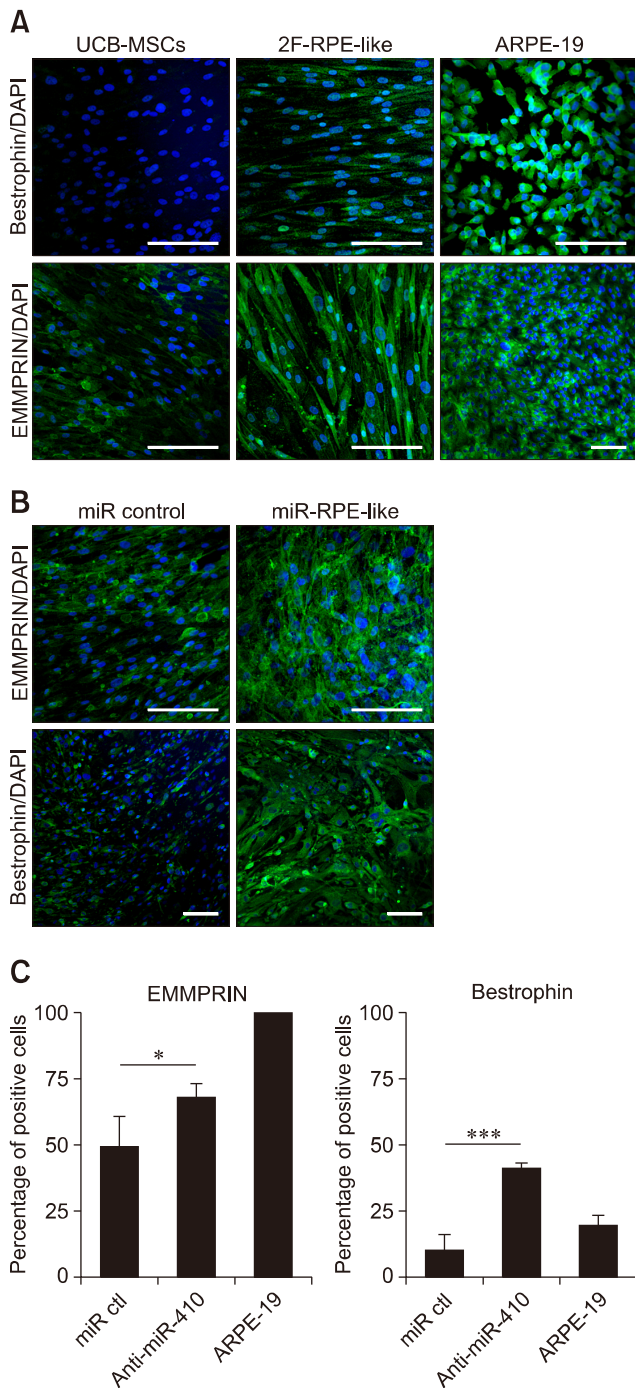 A
UCB-MSCs 2F-RPE-like ARPE-19
Bestrophin/DAPI
EMMPRIN/DAPI
B
miR control miR-RPE-like
EMMPRIN/DAPI
Bestrophin/DAPI
C
EMMPRIN
Percentage of positive cells
100
75
50
25
0
*
miR ctl
Anti-miR-410
ARPE-19
Bestrophin
Percentage of positive cells
100
75
50
25
0
***
miR ctl
Anti-miR-410
ARPE-19